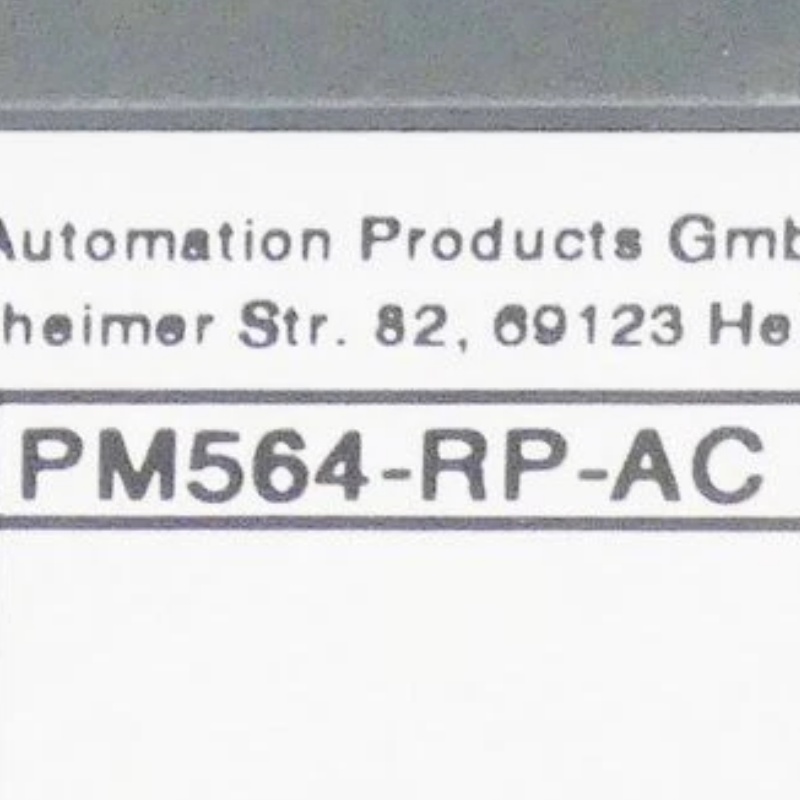 Automation Products Gmb
heimer Str. 82, 69123 He
PM564-RP-AC